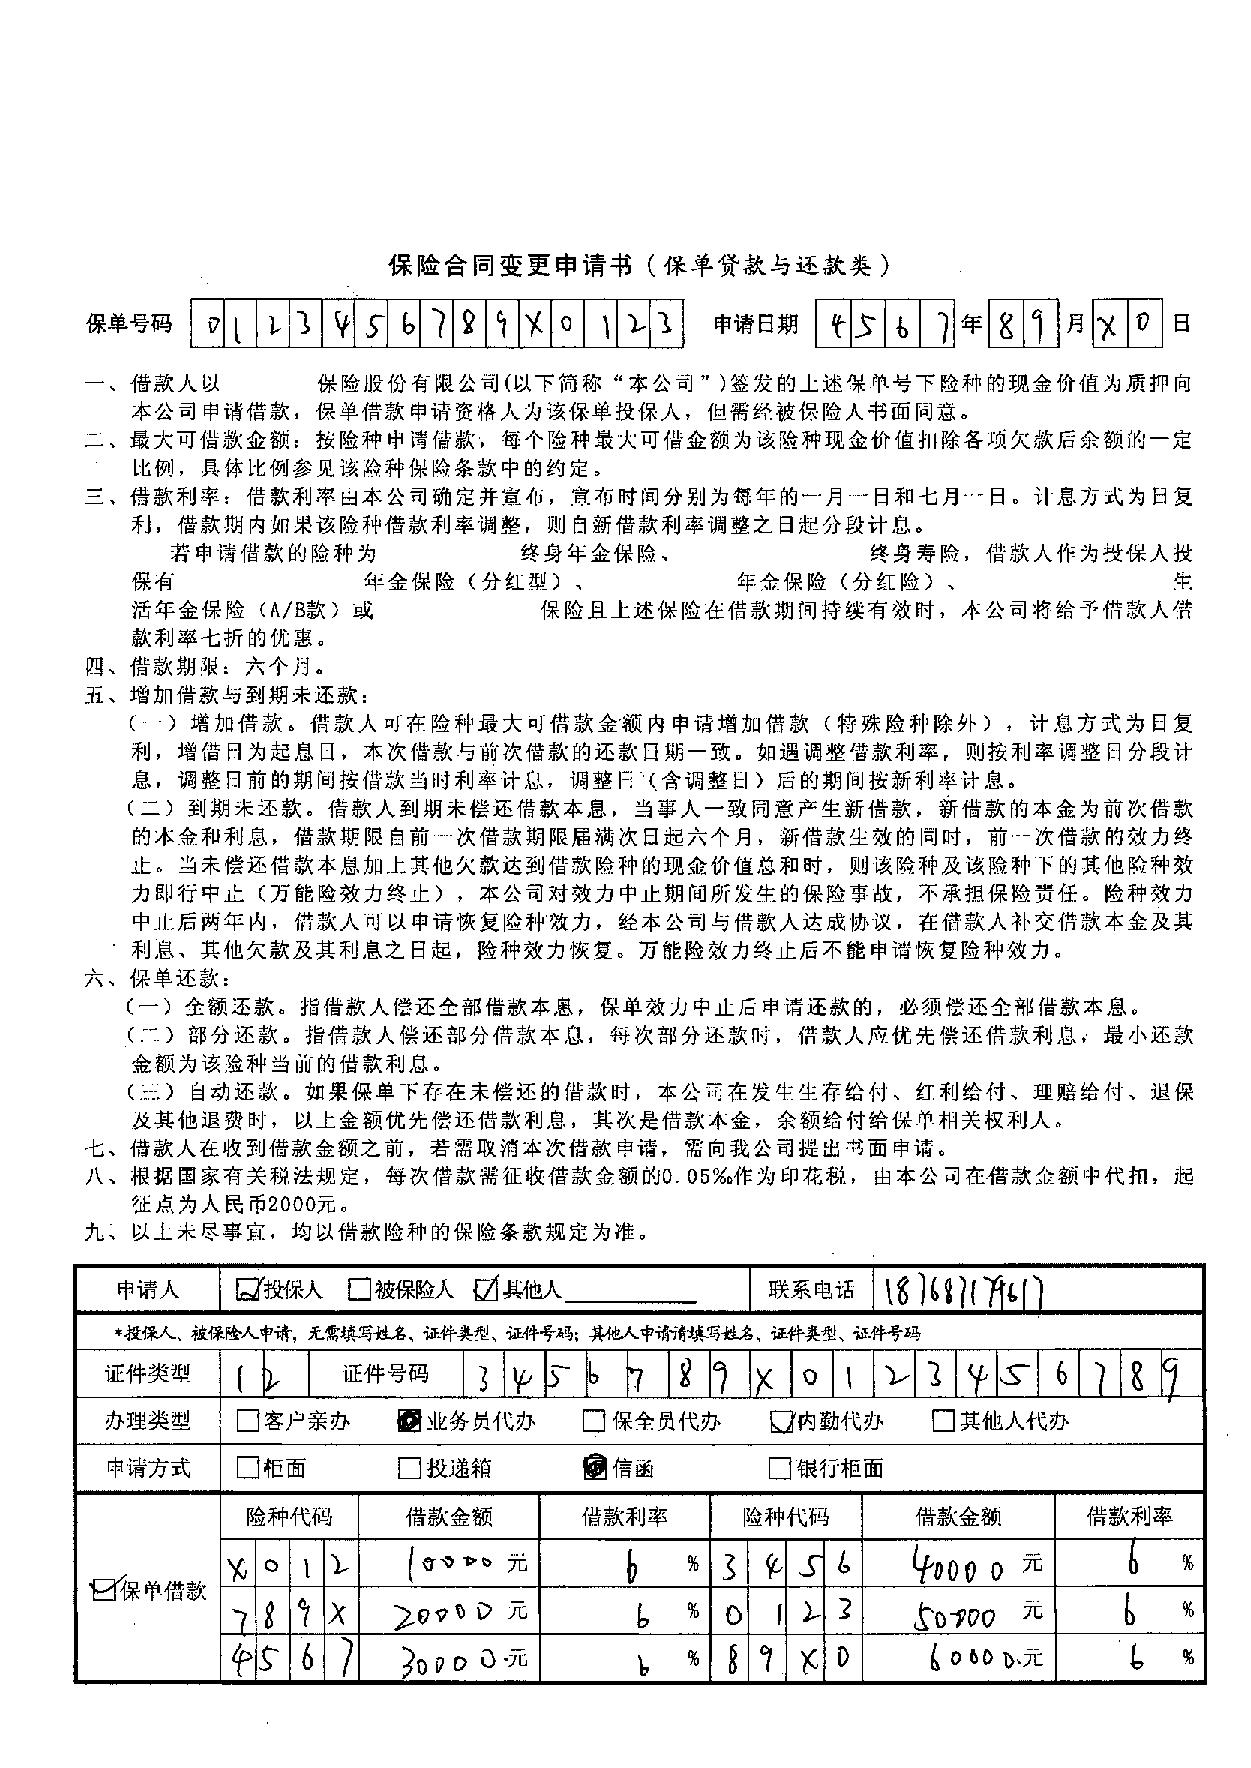 保险合同变更申请书（保单贷款与还款类）
保单号码 0 1 2 3 4 5 6 7 8 9 X 0 1 2 3 申请日期 4 5 6 7 年 8 9 月 X 0 日
一、借款人以 保险股份有限公司(以下简称“本公司”)签发的上述保单号下险种的现金价值为质押向
本公司申请借款，保单借款申请资格人为该保单投保人，但需经被保险人书面同意。
二、最大可借款金额：按险种申请借款，每个险种最大可借金额为该险种现金价值扣除各项欠款后余额的一定
比例，具体比例参见该险种保险条款中的约定。
三、借款利率：借款利率由本公司确定并宣布，宣布时间分别为每年的一月一日和七月一日。计息方式为日复
利，借款期内如果该险种借款利率调整，则自新借款利率调整之日起分段计息。
若申请借款的险种为 终身年金保险、 终身寿险，借款人作为投保人投
保有 年金保险（分红型）、 年金保险（分红险）、 生
活年金保险（A/B款）或 保险且上述保险在借款期间持续有效时，本公司将给予借款人借
款利率七折的优惠。
四、借款期限：六个月。
五、增加借款与到期未还款：
（一）增加借款。借款人可在险种最大可借款金额内申请增加借款（特殊险种除外），计息方式为日复
利，增借日为起息日，本次借款与前次借款的还款日期一致。如遇调整借款利率，则按利率调整日分段计
息，调整日前的期间按借款当时利率计息，调整日（含调整日）后的期间按新利率计息。
（二）到期未还款。借款人到期未偿还借款本息，当事人一致同意产生新借款，新借款的本金为前次借款
的本金和利息，借款期限自前一次借款期限届满次日起六个月，新借款生效的同时，前一次借款的效力终
止。当未偿还借款本息加上其他欠款达到借款险种的现金价值总和时，则该险种及该险种下的其他险种效
力即行中止（万能险效力终止），本公司对效力中止期间所发生的保险事故，不承担保险责任。险种效力
中止后两年内，借款人可以申请恢复险种效力，经本公司与借款人达成协议，在借款人补交借款本金及其
利息、其他欠款及其利息之日起，险种效力恢复。万能险效力终止后不能申请恢复险种效力。
六、保单还款：
（一）全额还款。指借款人偿还全部借款本息，保单效力中止后申请还款的，必须偿还全部借款本息。
（二）部分还款。指借款人偿还部分借款本息，每次部分还款时，借款人应优先偿还借款利息，最小还款
金额为该险种当前的借款利息。
（三）自动还款。如果保单下存在未偿还的借款时，本公司在发生生存给付、红利给付、理赔给付、退保
及其他退费时，以上金额优先偿还借款利息，其次是借款本金，余额给付给保单相关权利人。
七、借款人在收到借款金额之前，若需取消本次借款申请，需向我公司提出书面申请。
八、根据国家有关税法规定，每次借款需征收借款金额的0.05‰作为印花税，由本公司在借款金额中代扣，起
征点为人民币2000元。
九、以上未尽事宜，均以借款险种的保险条款规定为准。
申请人 投保人 被保险人 其他人 联系电话 187687179617
*投保人、被保险人申请，无需填写姓名、证件类型、证件号码；其他人申请请填写姓名、证件类型、证件号码
证件类型 1 2 证件号码 3 4 5 6 7 8 9 X 0 1 2 3 4 5 6 7 8 9
办理类型 客户亲办 业务员代办 保全员代办 内勤代办 其他人代办
申请方式 柜面 投递箱 信函 银行柜面
险种代码 借款金额 借款利率 险种代码 借款金额 借款利率
X 0 1 2 10000 元 6 % 3 4 5 6 40000 元 6 %
保单借款 7 8 9 X 20000 元 6 % 0 1 2 3 50000 元 6 %
4 5 6 7 30000 元 6 % 8 9 X 0 60000 元 6 %